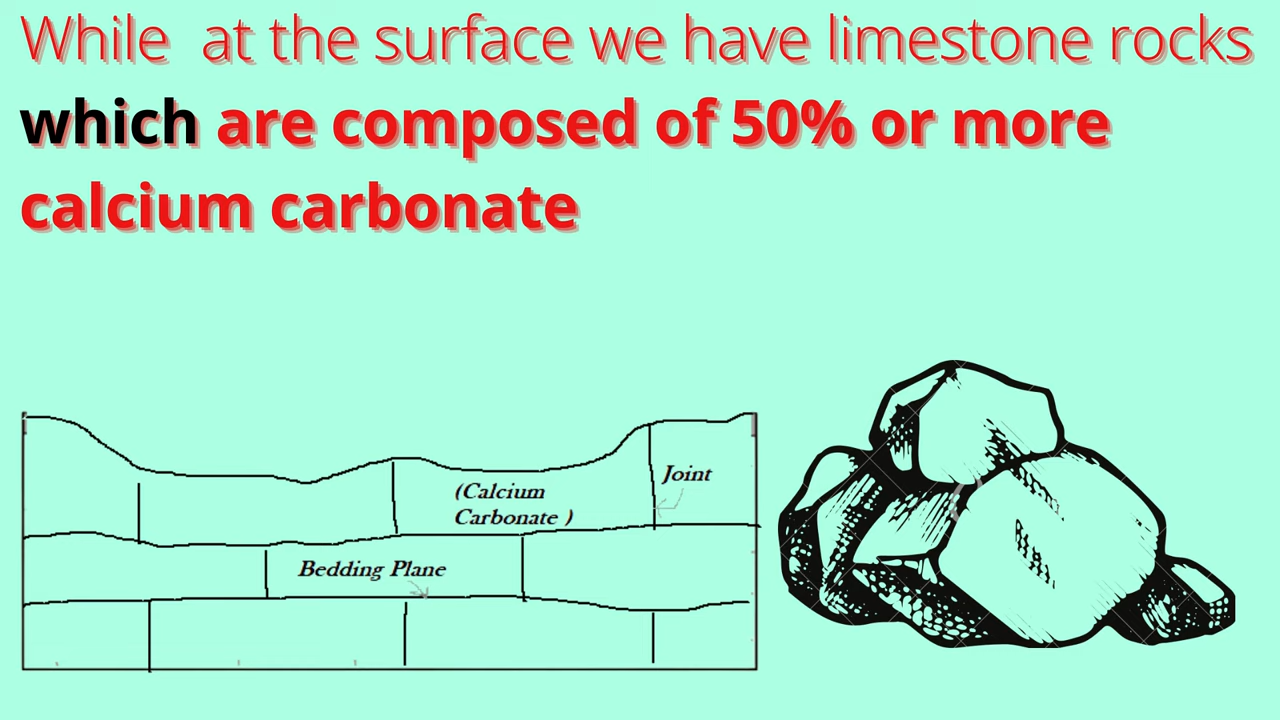 While at the surface we have limestone rocks
which are composed of 50% or more
calcium carbonate
(Calcium
Carbonate )
Joint
Bedding Plane